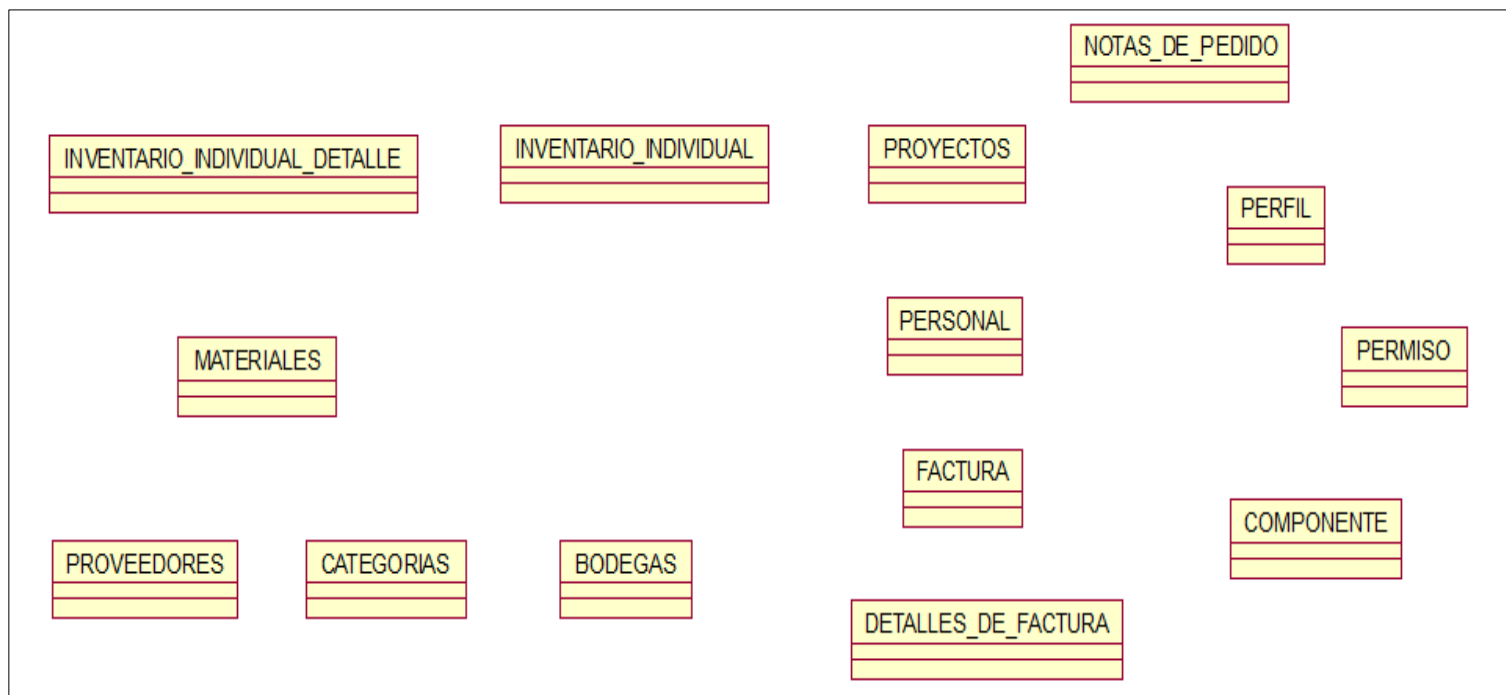 NOTAS_DE_PEDIDO
INVENTARIO_INDIVIDUAL_DETALLE
INVENTARIO_INDIVIDUAL
PROYECTOS
PERFIL
PERSONAL
PERMISO
MATERIALES
FACTURA
COMPONENTE
PROVEEDORES
CATEGORIAS
BODEGAS
DETALLES_DE_FACTURA